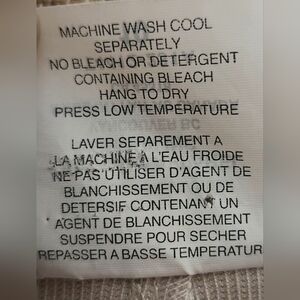 MACHINE WASH COOL
SEPARATELY
NO BLEACH OR DETERGENT
CONTAINING BLEACH
HANG TO DRY
PRESS LOW TEMPERATURE
VANCOUVER BC
LAVER SEPAREMENT A
LA MACHINE À L'EAU FROIDE
NE PAS UTILISER D'AGENT DE
BLANCHISSEMENT OU DE
DETERSIF CONTENANT UN
AGENT DE BLANCHISSEMENT
SUSPENDRE POUR SECHER
REPASSER A BASSE TEMPERATUR